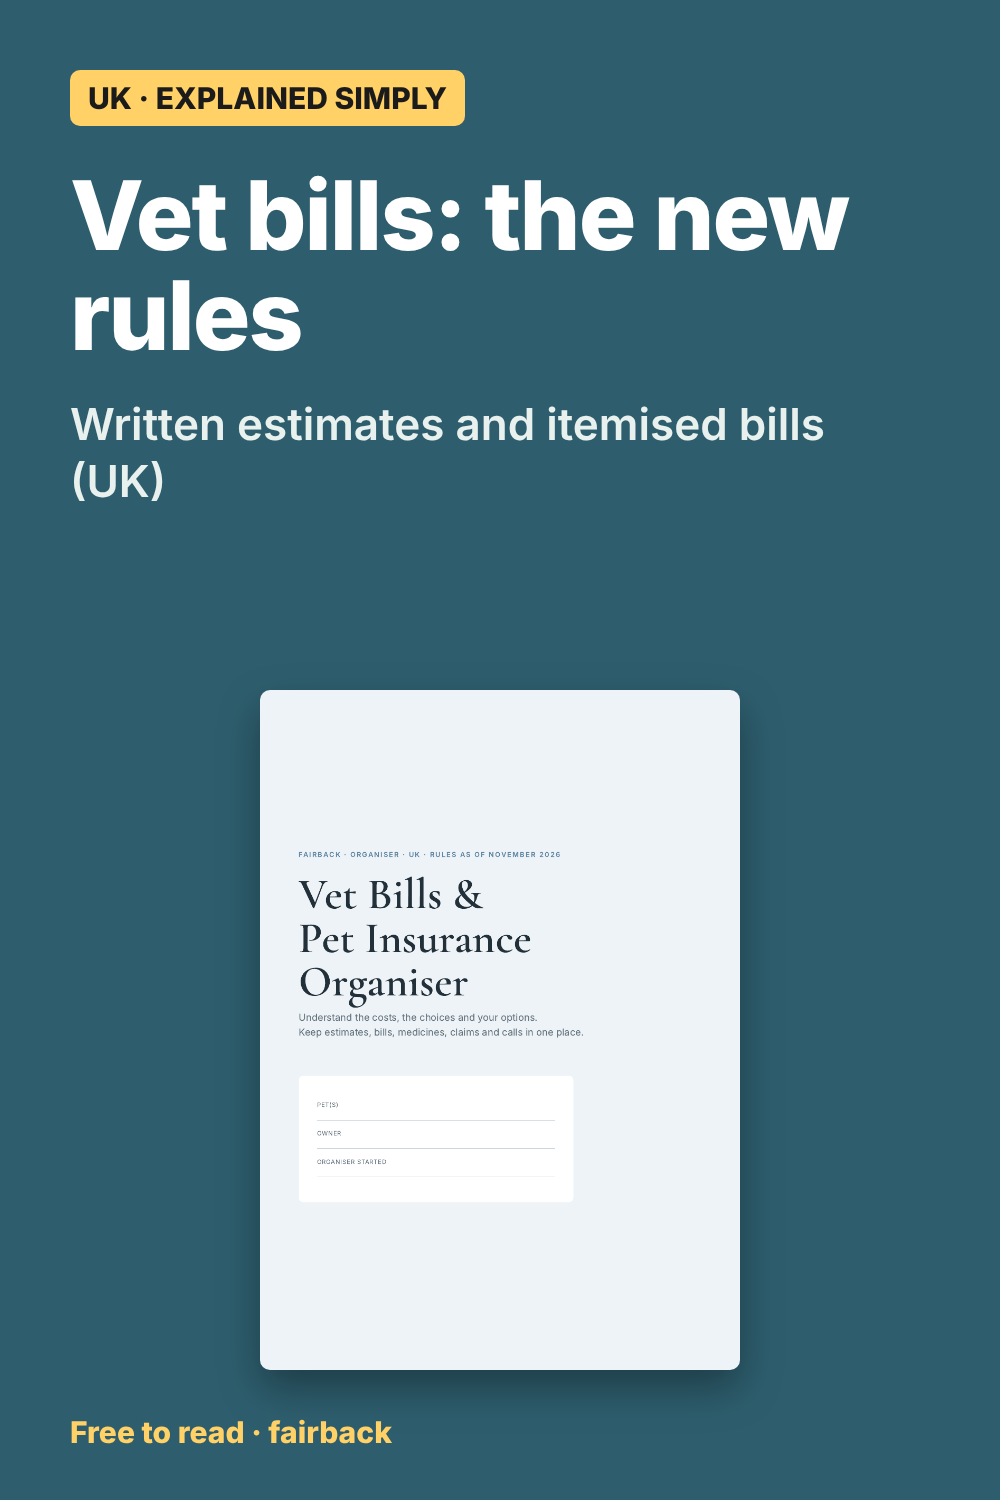 UK · EXPLAINED SIMPLY
Vet bills: the new
rules
Written estimates and itemised bills
(UK)
FAIRBACK · ORGANISER · UK · RULES AS OF NOVEMBER 2026
Vet Bills &
Pet Insurance
Organiser
Understand the costs, the choices and your options.
Keep estimates, bills, medicines, claims and calls in one place.
PET(S)
OWNER
ORGANISER STARTED
Free to read · fairback